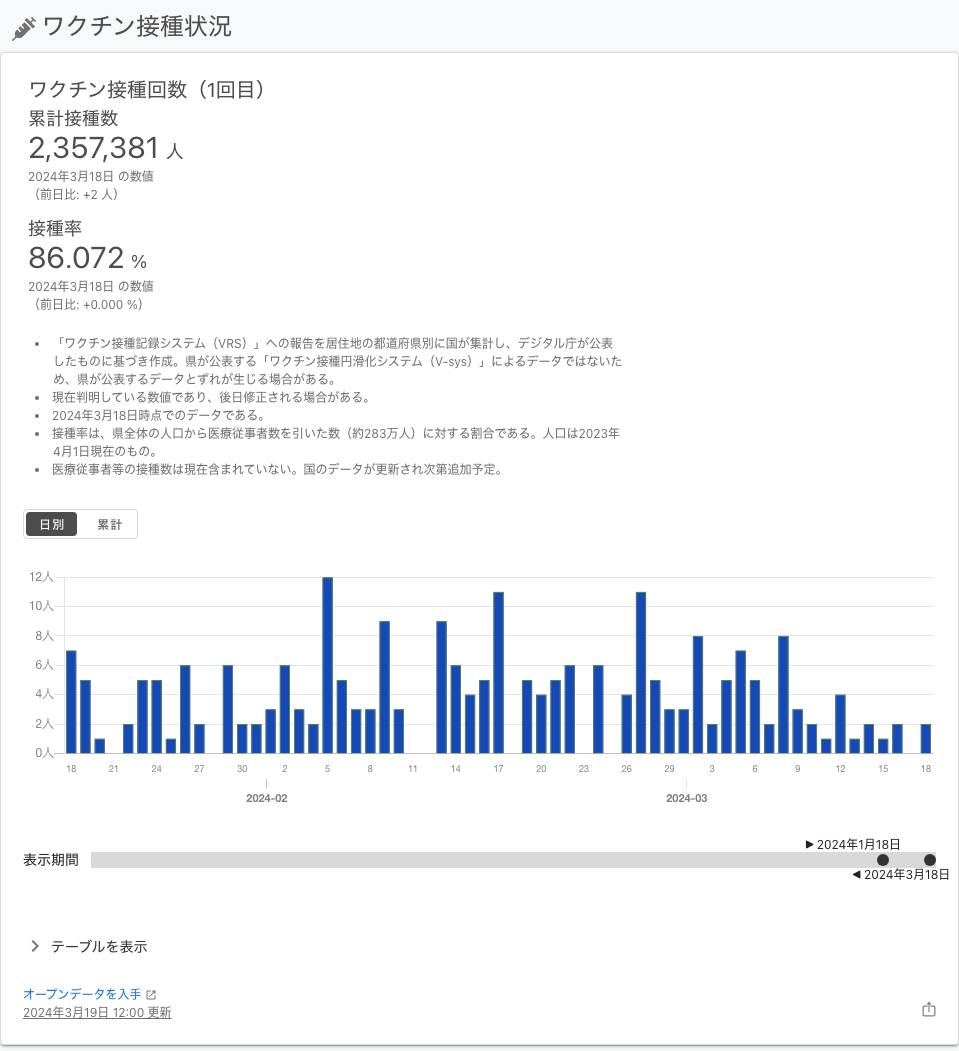 ワクチン接種状況
ワクチン接種回数（1回目）
累計接種数
2,357,381 人
2024年3月18日 の数値
（前日比: +2 人）
接種率
86.072 %
2024年3月18日 の数値
（前日比: +0.000 %）
• 「ワクチン接種記録システム（VRS）」への報告を居住地の都道府県別に国が集計し、デジタル庁が公表
したものに基づき作成。県が公表する「ワクチン接種円滑化システム（V-sys）」によるデータではないた
め、県が公表するデータとずれが生じる場合がある。
• 現在判明している数値であり、後日修正される場合がある。
• 2024年3月18日時点でのデータである。
• 接種率は、県全体の人口から医療従事者数を引いた数（約283万人）に対する割合である。人口は2023年
4月1日現在のもの。
• 医療従事者等の接種数は現在含まれていない。国のデータが更新され次第追加予定。
日別 累計
12人
10人
8人
6人
4人
2人
0人
18 21 24 27 30 2 5 8 11 14 17 20 23 26 29 3 6 9 12 15 18
2024-02 2024-03
▶ 2024年1月18日
表示期間
◀ 2024年3月18日
テーブルを表示
オープンデータを入手
2024年3月19日 12:00 更新